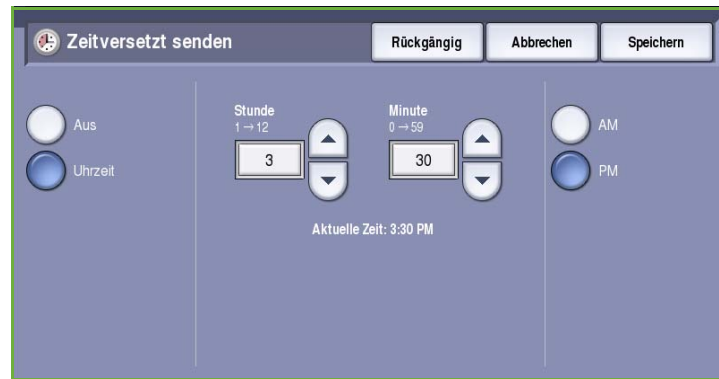 Zeitversetzt senden
Rückgängig
Abbrechen
Speichern
Aus
Uhrzeit
Stunde
1→12
3
Minute
0→59
30
AM
PM
Aktuelle Zeit: 3:30 PM